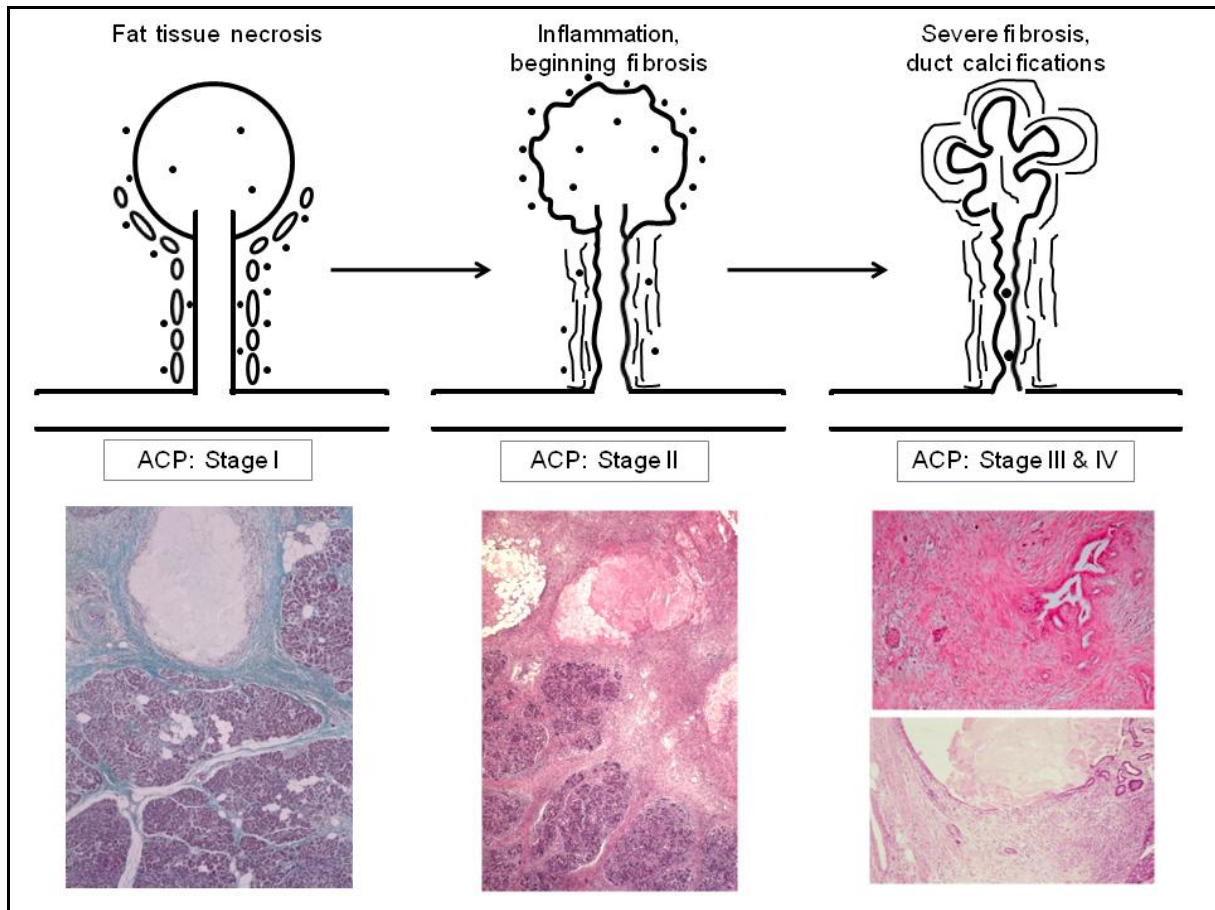 Fat tissue necrosis
Inflammation,
beginning fibrosis
Severe fibrosis,
duct calcifications
ACP: Stage I
ACP: Stage II
ACP: Stage III & IV